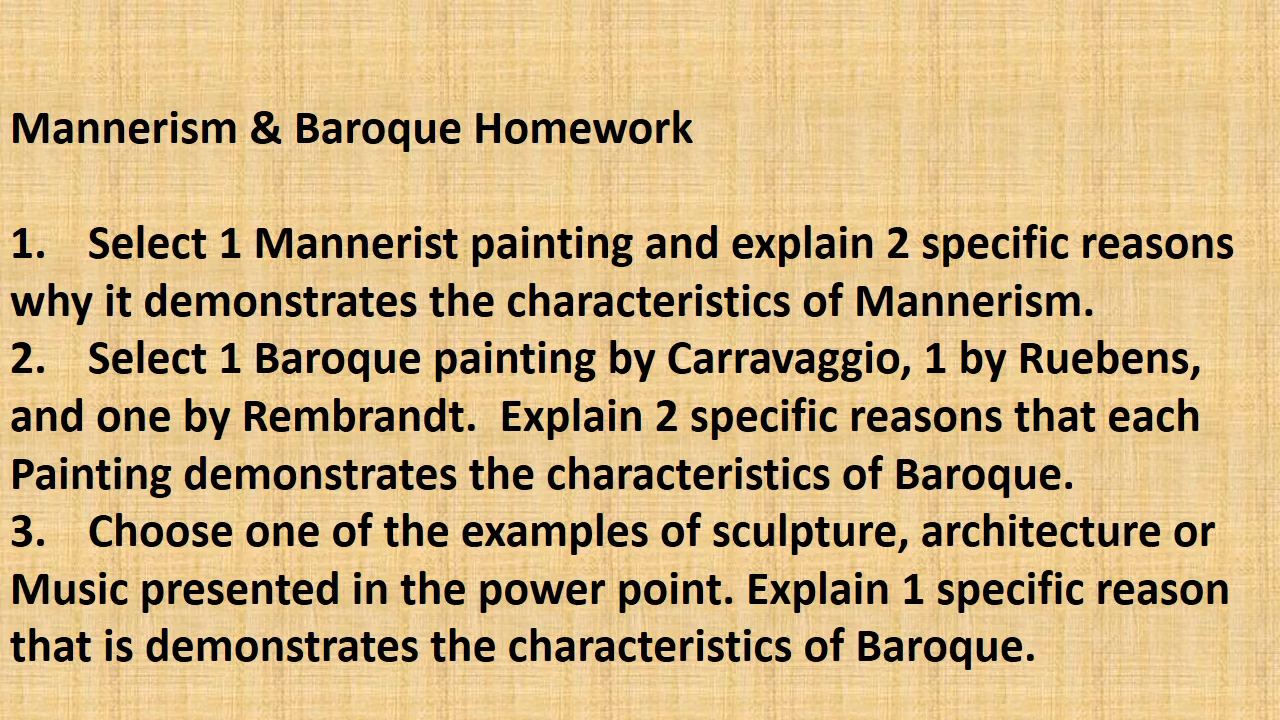 Mannerism & Baroque Homework
1. Select 1 Mannerist painting and explain 2 specific reasons
why it demonstrates the characteristics of Mannerism.
2. Select 1 Baroque painting by Carravaggio, 1 by Ruebens,
and one by Rembrandt. Explain 2 specific reasons that each
Painting demonstrates the characteristics of Baroque.
3. Choose one of the examples of sculpture, architecture or
Music presented in the power point. Explain 1 specific reason
that is demonstrates the characteristics of Baroque.